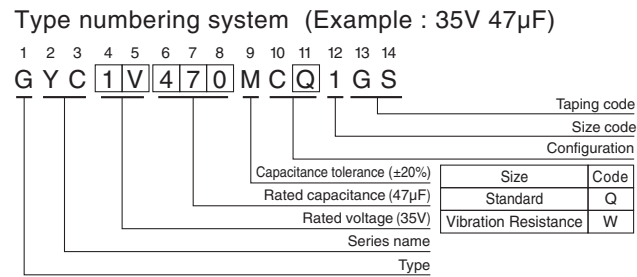 Type numbering system (Example : 35V 47µF)
1 2 3 4 5 6 7 8 9 10 11 12 13 14
G Y C 1 V 4 7 0 M C Q 1 G S
Taping code
Size code
Configuration
Capacitance tolerance (±20%)
Rated capacitance (47µF)
Rated voltage (35V)
Series name
Type
Size Code
Standard Q
Vibration Resistance W